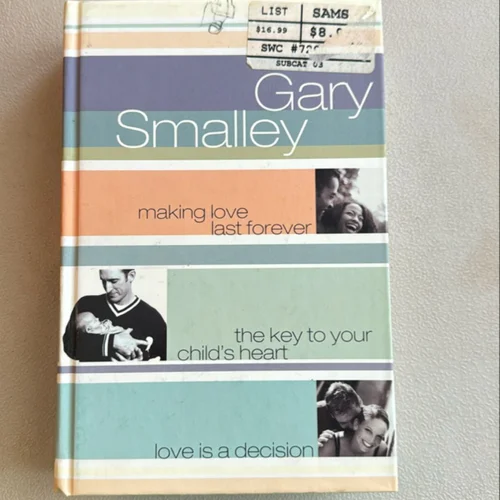 LIST SAMS
$16.99
SUBCAT 03
Gary
Smalley
making love
last forever
the key to your
child's heart
love is a decision